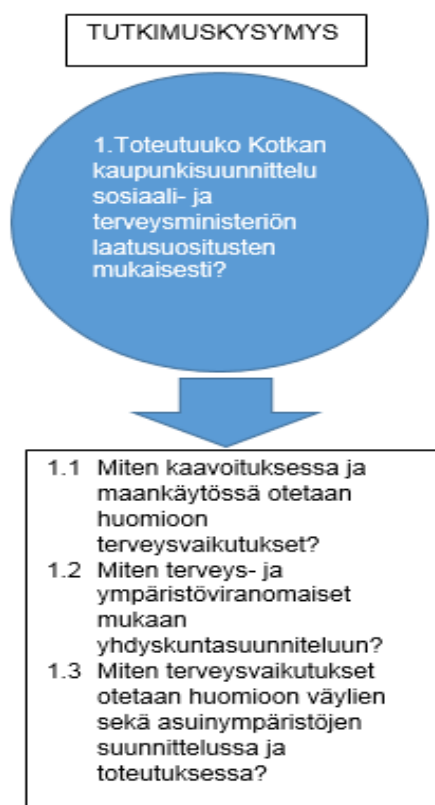 TUTKIMUSKYSYMYS
1.Toteutuuko Kotkan
kaupunkisuunnittelu
sosiaali- ja
terveysministeriön
laatusuositusten
mukaisesti?
1.1 Miten kaavoituksessa ja
maankäytössä otetaan
huomioon
terveysvaikutukset?
1.2 Miten terveys- ja
ympäristöviranomaiset
mukaan
yhdyskuntasuunniteluun?
1.3 Miten terveysvaikutukset
otetaan huomioon väylien
sekä asuinympäristöjen
suunnittelussa ja
toteutuksessa?